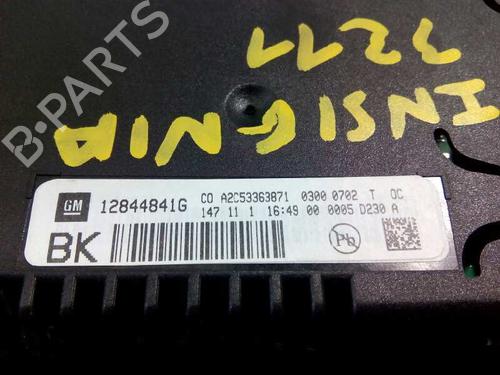 3277
INSIGNIA
B-PARTS
GM 12844841G CO A2C53363871 0300 0702 T OC
147 11 1 16:49 00 0005 D230 A
BK Pb